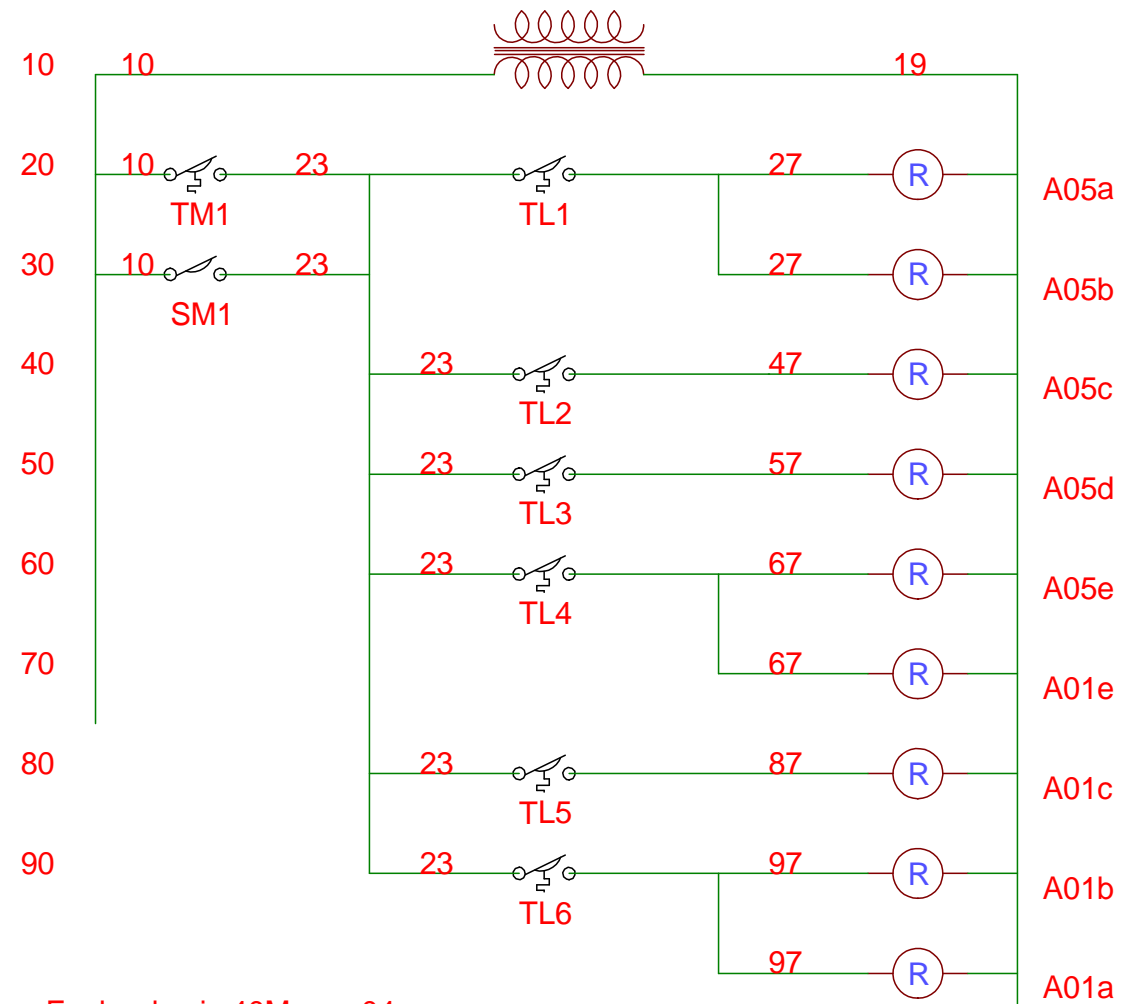 10 10 19
20 10 23 27
TM1 TL1 R A05a
30 10 23 27
SM1 R A05b
40 23 47
TL2 R A05c
50 23 57
TL3 R A05d
60 23 67
TL4 R A05e
70 67
R A01e
80 23 87
TL5 R A01c
90 23 97
TL6 R A01b
97
R A01a